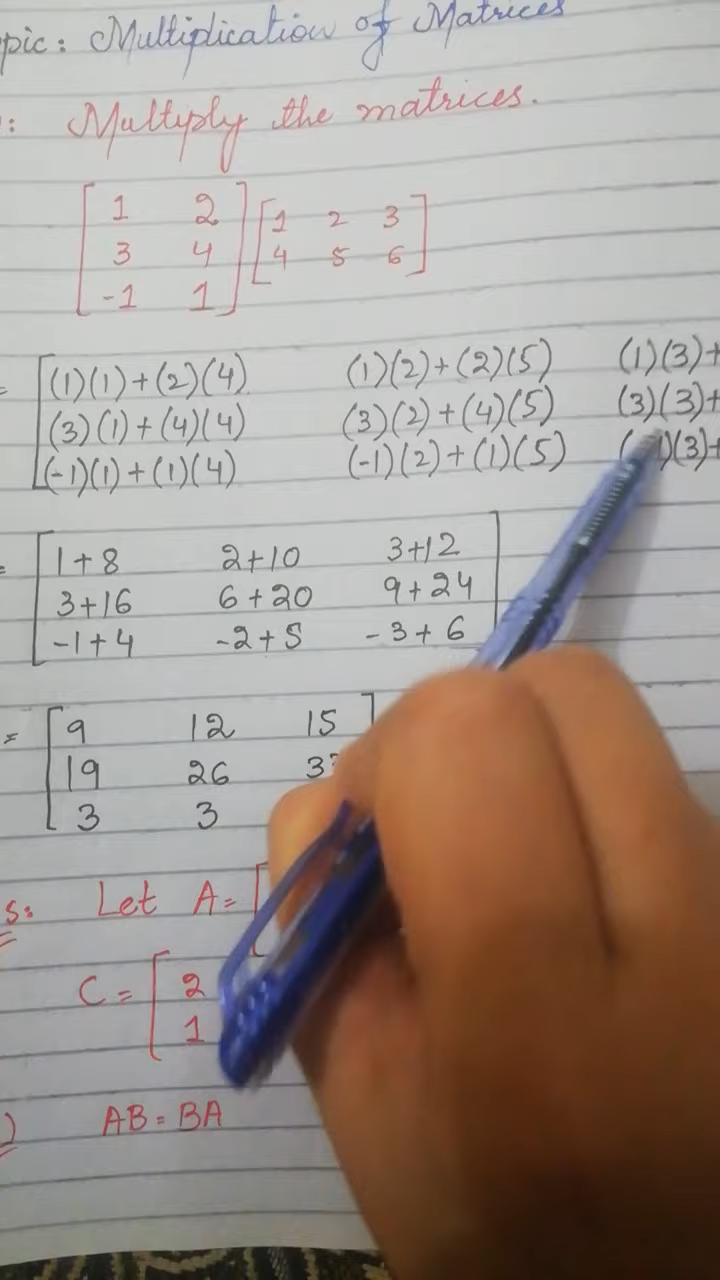 pic: Multiplication of Matrices
: Multiply the matrices.
1 2 1 2 3
3 4 4 5 6
-1 1
= (1)(1)+(2)(4) (1)(2)+(2)(5) (1)(3)+
(3)(1)+(4)(4) (3)(2)+(4)(5) (3)(3)+
(-1)(1)+(1)(4) (-1)(2)+(1)(5) )(3)+
= 1+8 2+10 3+12
3+16 6+20 9+24
-1+4 -2+5 -3+6
= 9 12 15
19 26 3
3 3
5: Let A=
C= 2
1
) AB=BA